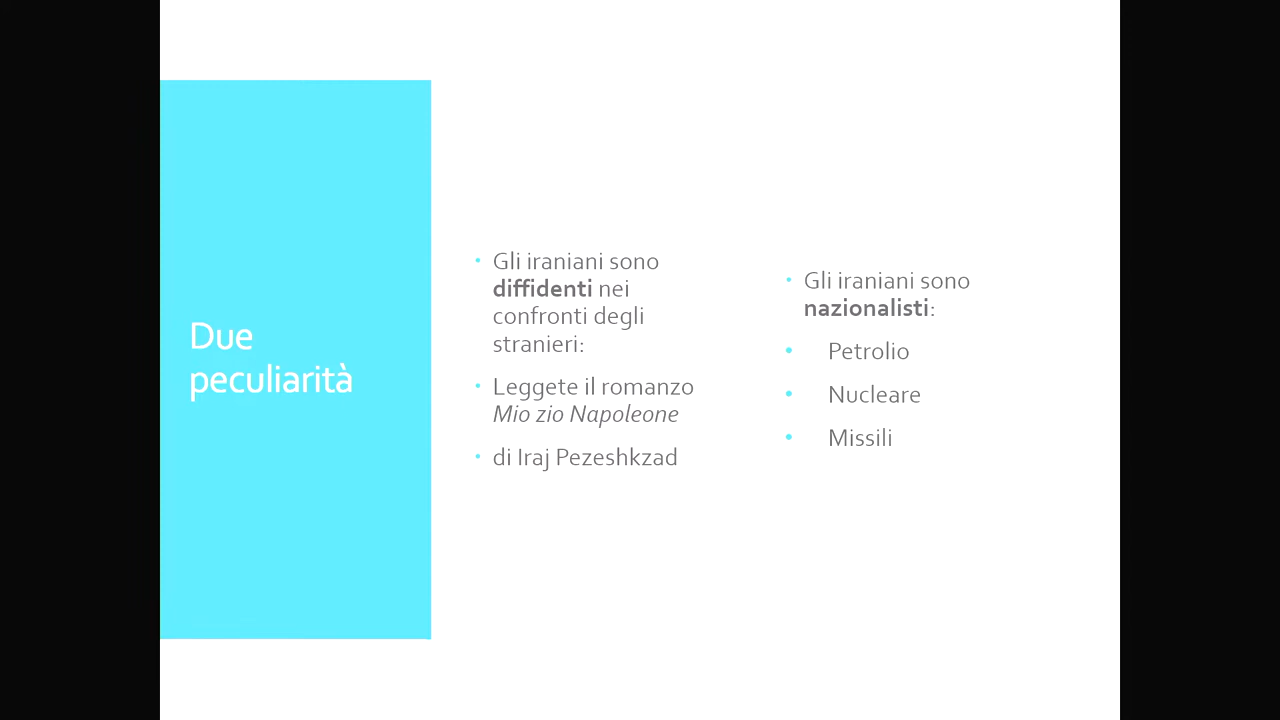 Due
peculiarità
• Gli iraniani sono
diffidenti nei
confronti degli
stranieri:
• Leggete il romanzo
Mio zio Napoleone
• di Iraj Pezeshkzad
• Gli iraniani sono
nazionalisti:
• Petrolio
• Nucleare
• Missili